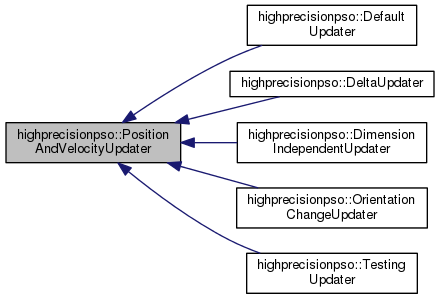 highprecisionpso::Default
Updater
highprecisionpso::DeltaUpdater
highprecisionpso::Position
AndVelocityUpdater
highprecisionpso::Dimension
IndependentUpdater
highprecisionpso::Orientation
ChangeUpdater
highprecisionpso::Testing
Updater